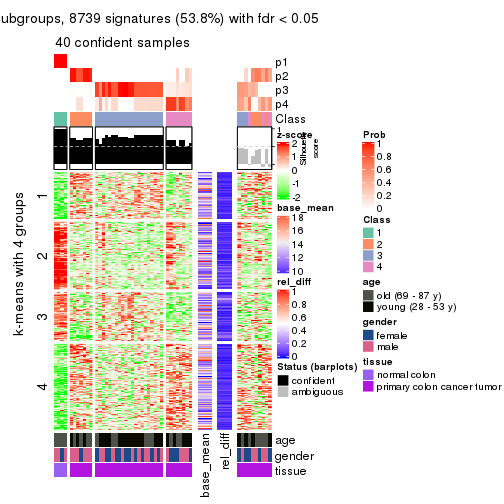 ubgroups, 8739 signatures (53.8%) with fdr < 0.05
40 confident samples
p1
p2
p3
p4
Class
1
Silhouette
score
k-means with 4 groups
1
2
3
4
z-score
2
1
0
-1
-2
base_mean
18
16
14
12
10
rel_diff
1
0.8
0.6
0.4
0.2
0
Status (barplots)
confident
ambiguous
Prob
1
0.8
0.6
0.4
0.2
0
Class
1
2
3
4
age
old (69 - 87 y)
young (28 - 53 y)
gender
female
male
tissue
normal colon
primary colon cancer tumor
age
gender
tissue
base_mean
rel_diff